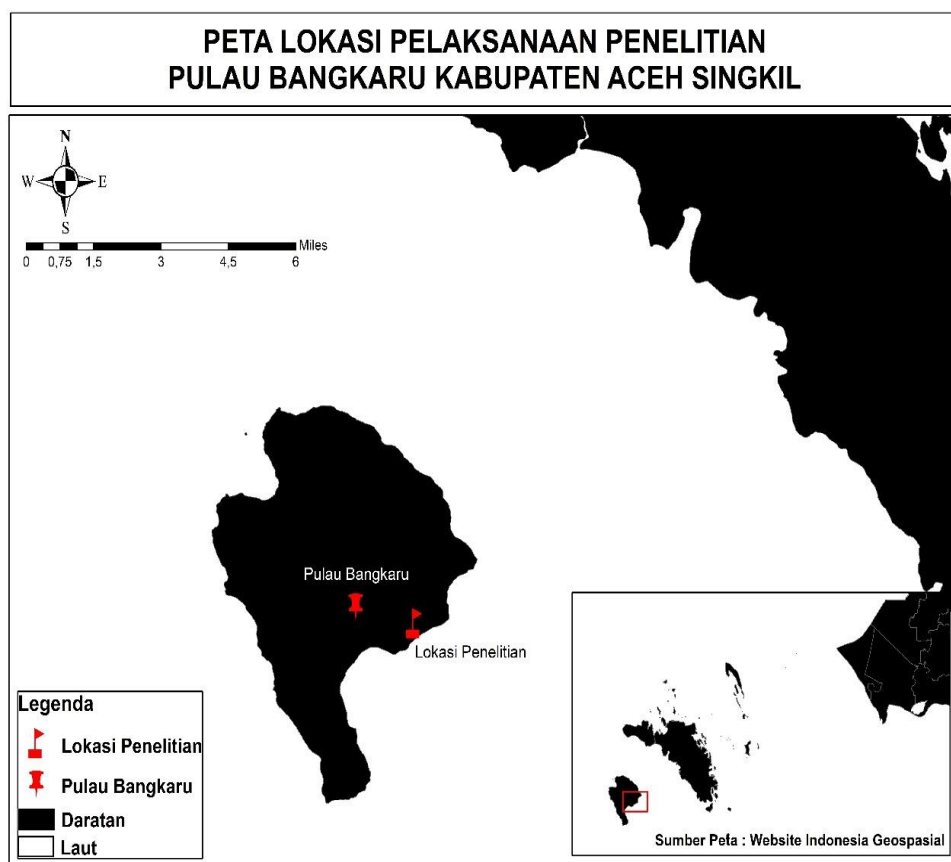 PETA LOKASI PELAKSANAAN PENELITIAN
PULAU BANGKARU KABUPATEN ACEH SINGKIL
N
W E
S
Miles
0 0,75 1,5 3 4,5 6
Pulau Bangkaru
Lokasi Penelitian
Legenda
Lokasi Penelitian
Pulau Bangkaru
Daratan
Laut
Sumber Peta : Website Indonesia Geospasial